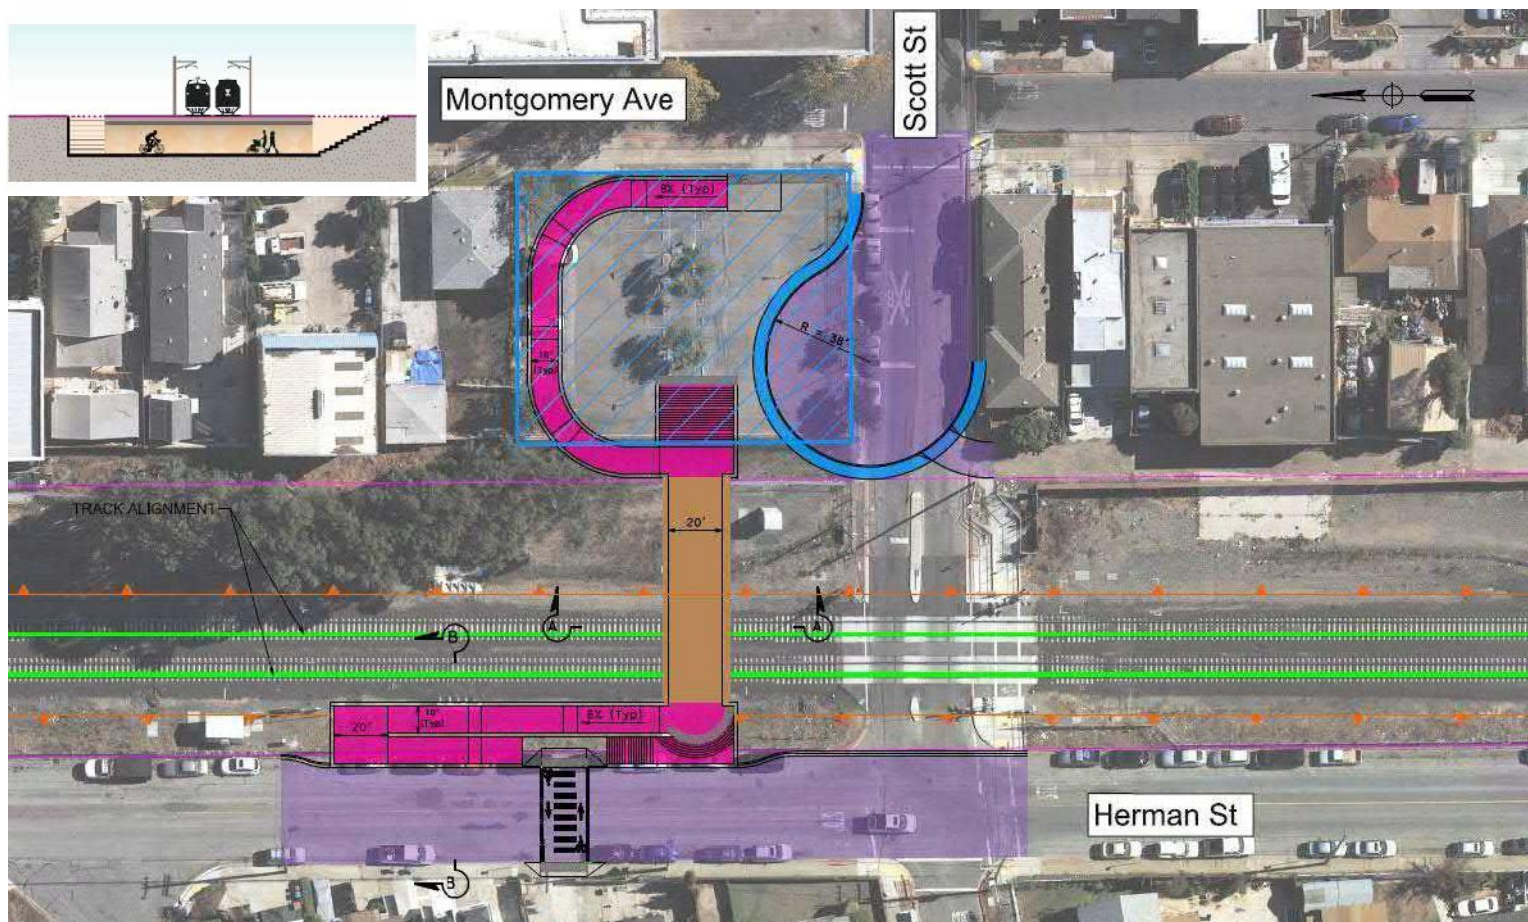 Montgomery Ave
Scott St
8% (Typ)
R = 38'
10'
(Typ)
TRACK ALIGNMENT
20'
A
A
B
10'
(Typ)
8% (Typ)
20'
Herman St
B